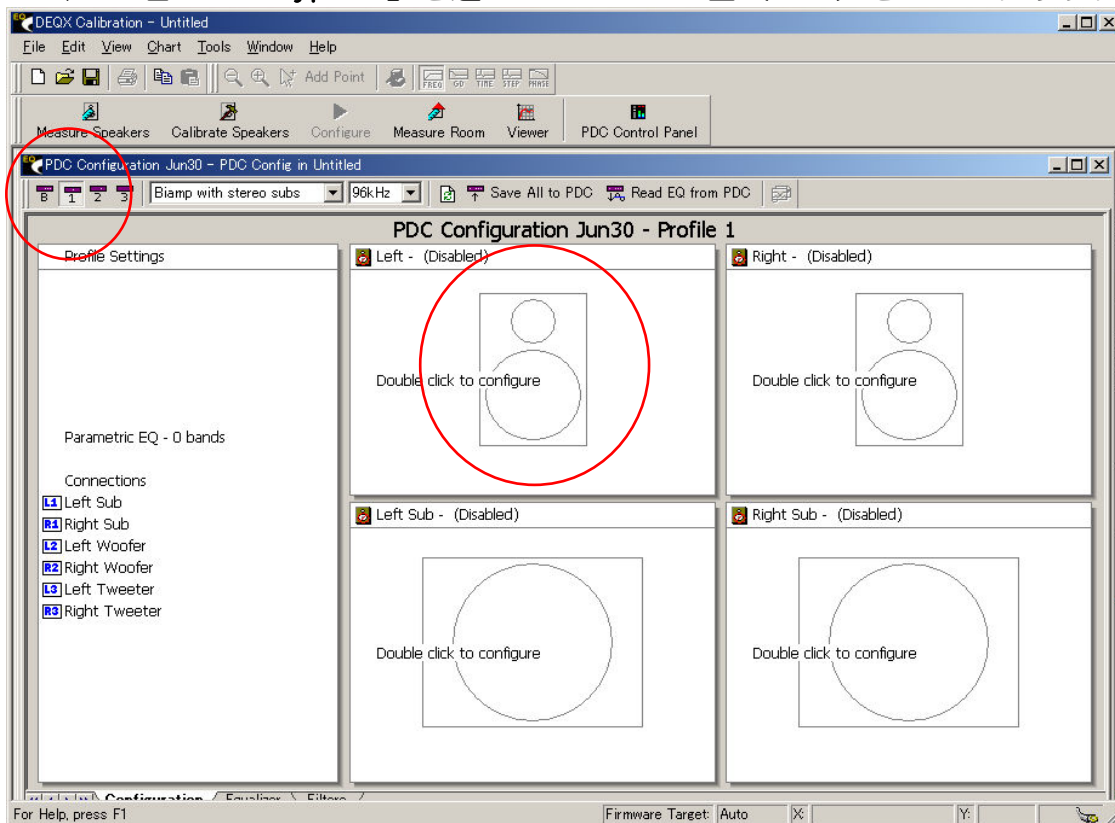 DEQX Calibration - Untitled
File Edit View Chart Tools Window Help
Add Point FREQ GD TIME STEP PHASE
Measure Speakers Calibrate Speakers Configure Measure Room Viewer PDC Control Panel
PDC Configuration Jun30 - PDC Config in Untitled
B 1 2 3 Biamp with stereo subs 96kHz Save All to PDC Read EQ from PDC
PDC Configuration Jun30 - Profile 1
Profile Settings
Parametric EQ - 0 bands
Connections
L1 Left Sub
R1 Right Sub
L2 Left Woofer
R2 Right Woofer
L3 Left Tweeter
R3 Right Tweeter
Left - (Disabled)
Double click to configure
Right - (Disabled)
Double click to configure
Left Sub - (Disabled)
Double click to configure
Right Sub - (Disabled)
Double click to configure
Configuration Equalizer Filters
For Help, press F1 Firmware Target: Auto X: Y: